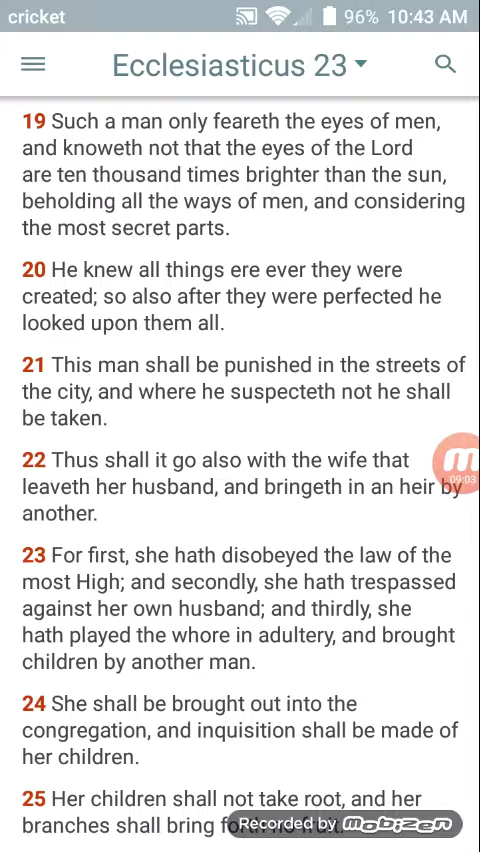 cricket 96% 10:43 AM
Ecclesiasticus 23
19 Such a man only feareth the eyes of men,
and knoweth not that the eyes of the Lord
are ten thousand times brighter than the sun,
beholding all the ways of men, and considering
the most secret parts.
20 He knew all things ere ever they were
created; so also after they were perfected he
looked upon them all.
21 This man shall be punished in the streets of
the city, and where he suspecteth not he shall
be taken.
22 Thus shall it go also with the wife that
leaveth her husband, and bringeth in an heir by
another.
09:03
23 For first, she hath disobeyed the law of the
most High; and secondly, she hath trespassed
against her own husband; and thirdly, she
hath played the whore in adultery, and brought
children by another man.
24 She shall be brought out into the
congregation, and inquisition shall be made of
her children.
25 Her children shall not take root, and her
branches shall bring forth no fruit.
Recorded by mobizen